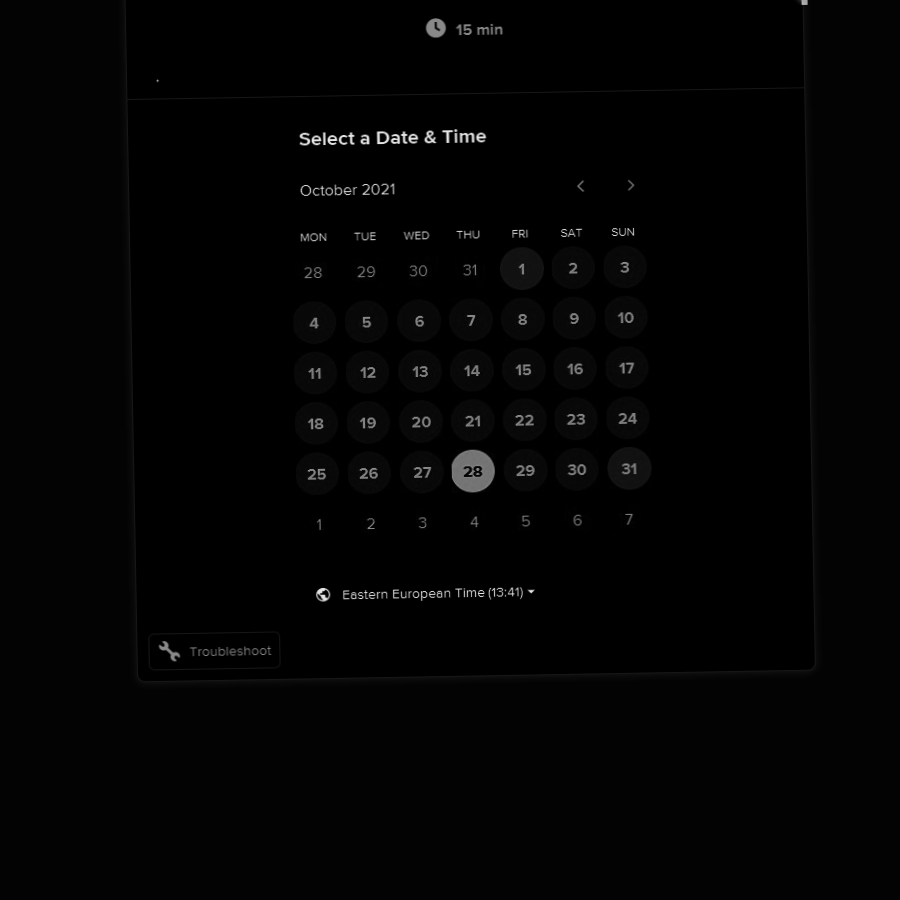 15 min
.
Select a Date & Time
October 2021
MON TUE WED THU FRI SAT SUN
28 29 30 31 1 2 3
4 5 6 7 8 9 10
11 12 13 14 15 16 17
18 19 20 21 22 23 24
25 26 27 28 29 30 31
1 2 3 4 5 6 7
Eastern European Time (13:41)
Troubleshoot